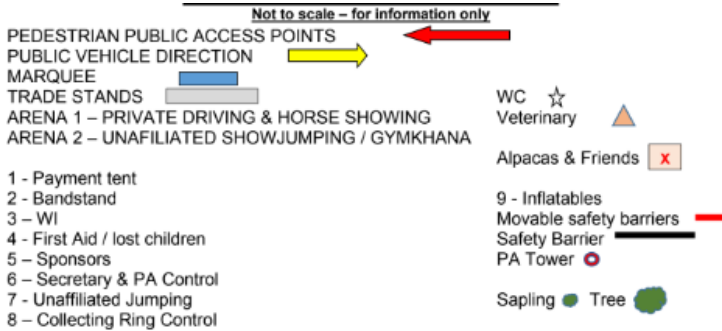 Not to scale – for information only
PEDESTRIAN PUBLIC ACCESS POINTS
PUBLIC VEHICLE DIRECTION
MARQUEE
TRADE STANDS
ARENA 1 – PRIVATE DRIVING & HORSE SHOWING
ARENA 2 – UNAFILIATED SHOWJUMPING / GYMKHANA
1 - Payment tent
2 - Bandstand
3 – WI
4 - First Aid / lost children
5 – Sponsors
6 – Secretary & PA Control
7 - Unaffiliated Jumping
8 – Collecting Ring Control
WC
Veterinary
Alpacas & Friends x
9 - Inflatables
Movable safety barriers
Safety Barrier
PA Tower
Sapling Tree